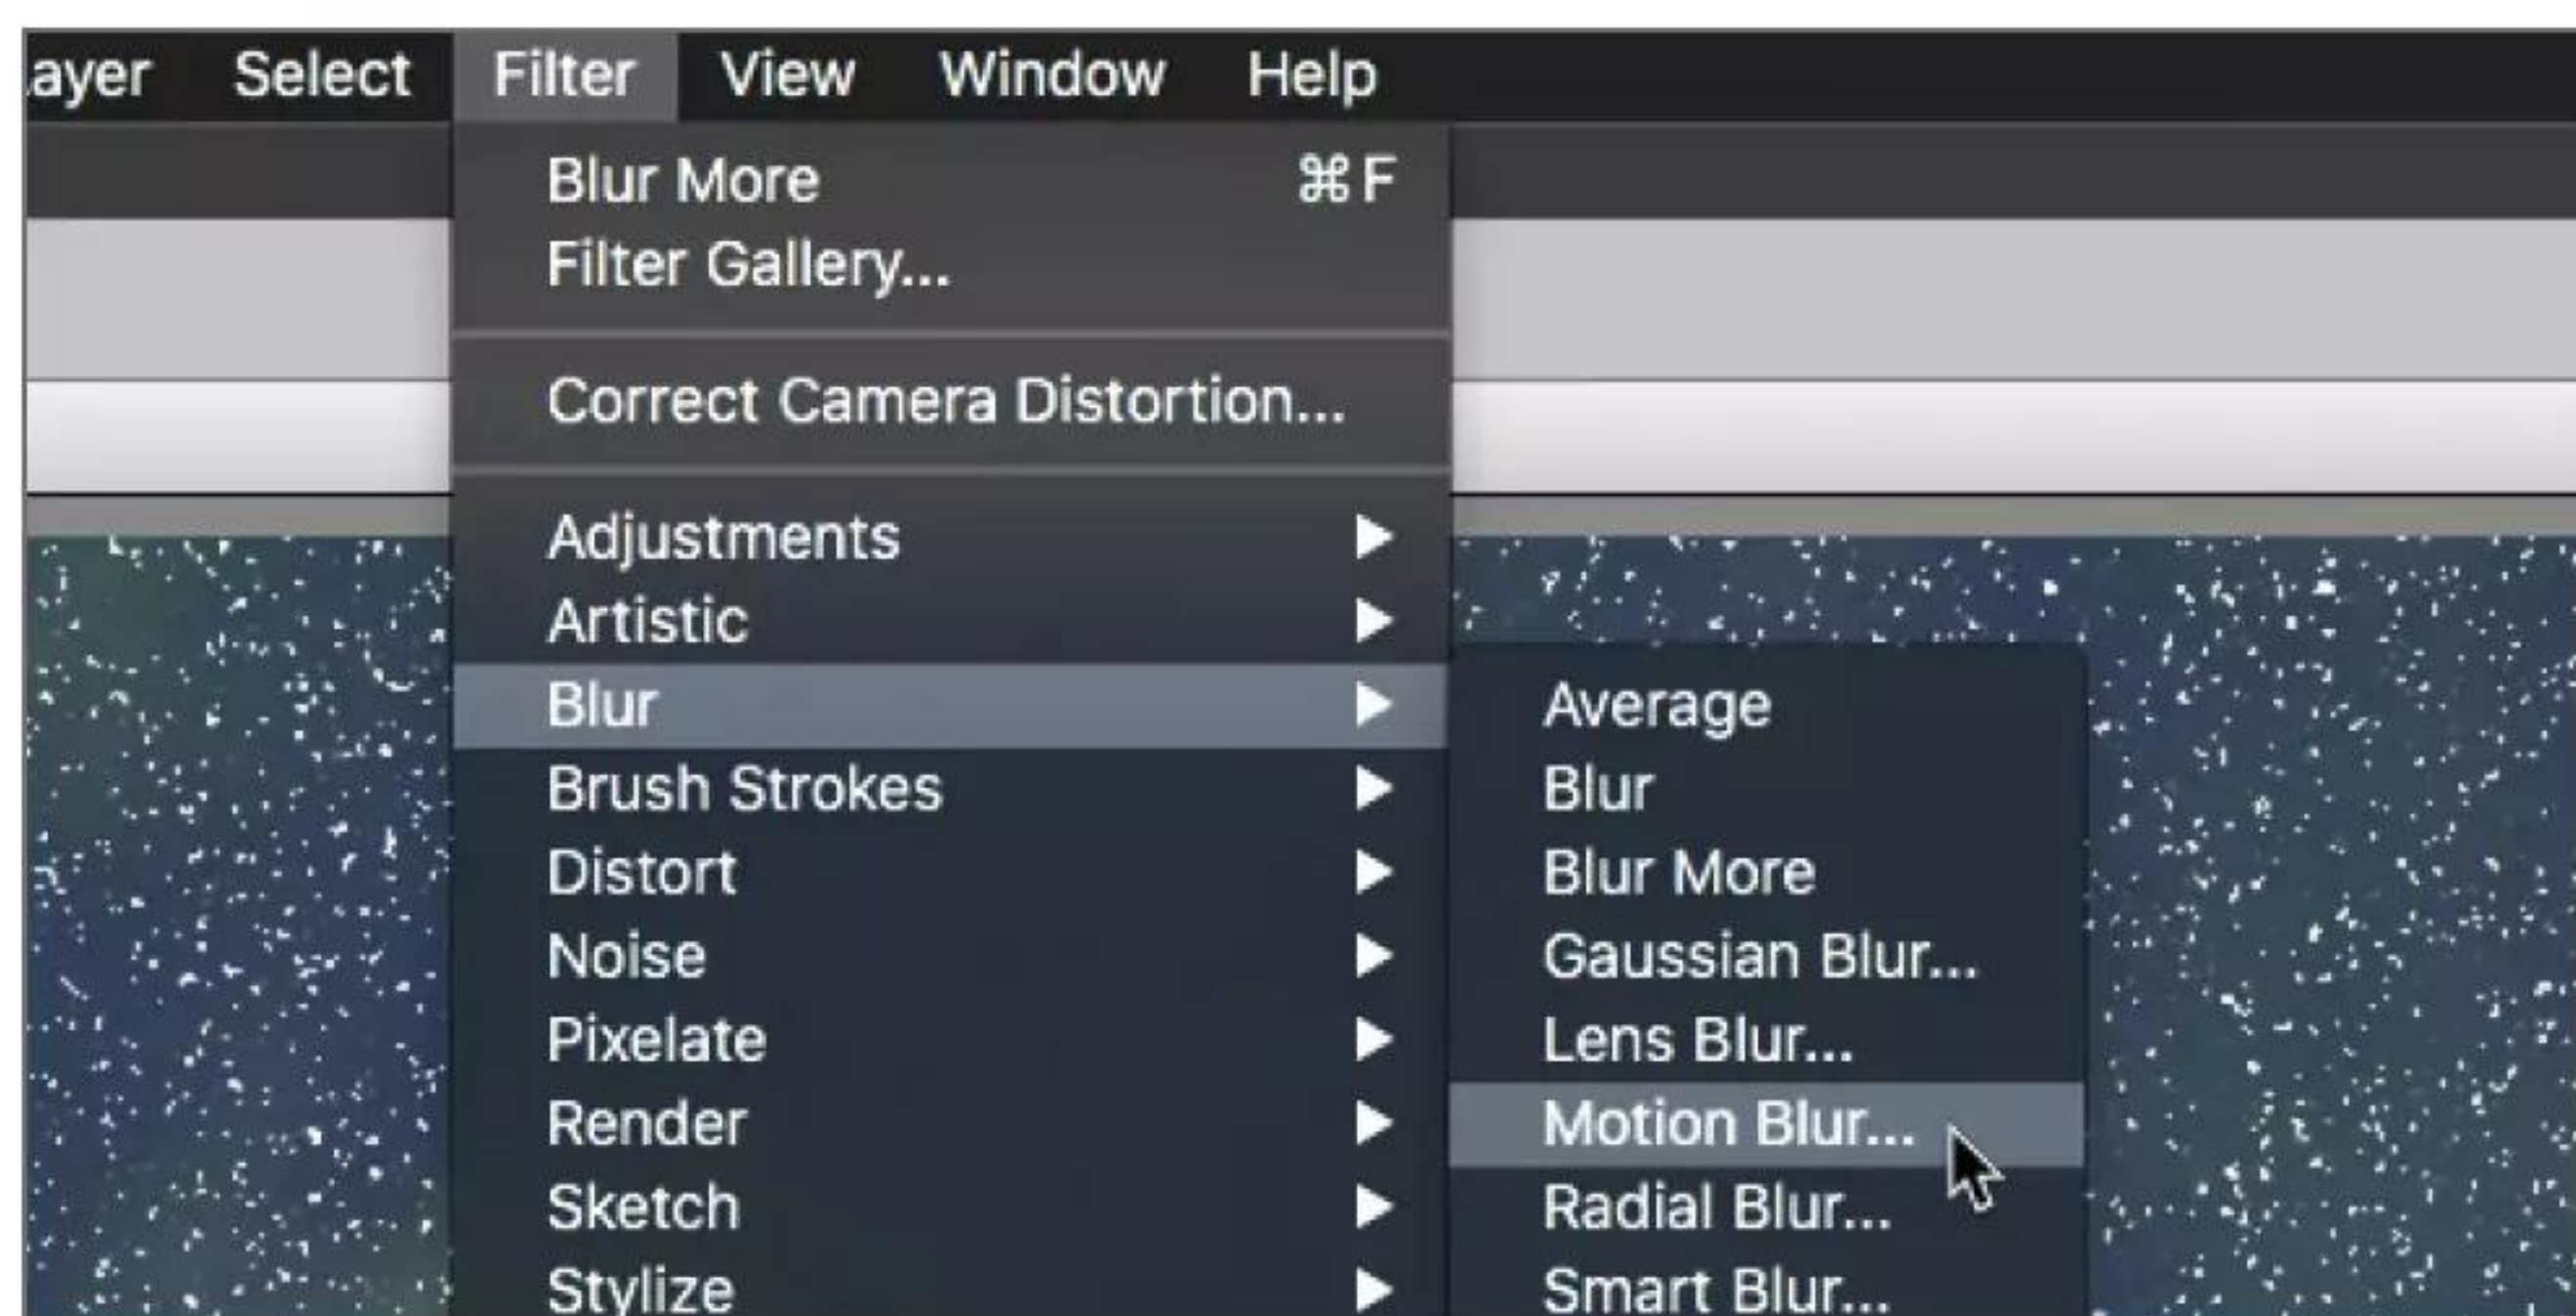 ayer Select Filter View Window Help
Blur More ⌘F
Filter Gallery...
Correct Camera Distortion...
Adjustments
Artistic
Blur
Brush Strokes
Distort
Noise
Pixelate
Render
Sketch
Stylize
Average
Blur
Blur More
Gaussian Blur...
Lens Blur...
Motion Blur...
Radial Blur...
Smart Blur...